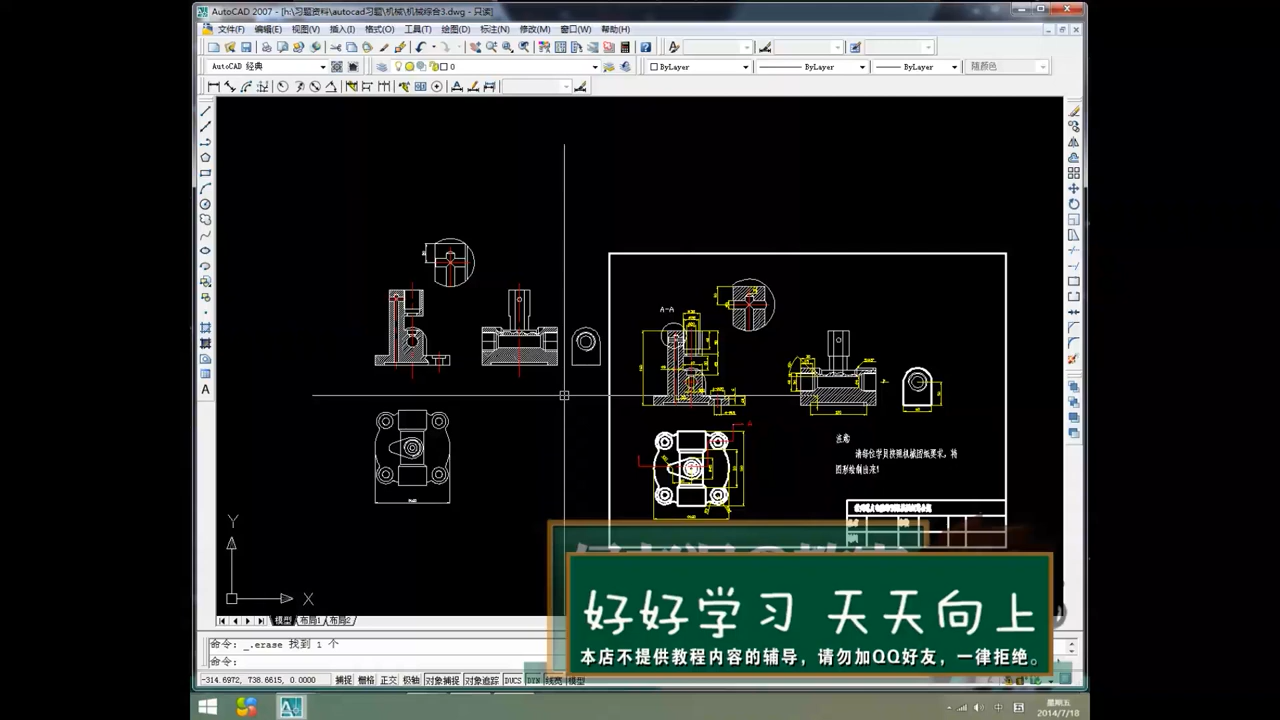 AutoCAD 2007 - [h:\习题资料\autocad习题\机械\机械综合3.dwg - 只读]
文件(F) 编辑(E) 视图(V) 插入(I) 格式(O) 工具(T) 绘图(D) 标注(N) 修改(M) 窗口(W) 帮助(H)
AutoCAD 经典 0 ByLayer ByLayer ByLayer 随颜色
A-A
A
注意:
请每位学员按照机械图纸要求，将
图形绘制出来!
Y
X
模型 布局1 布局2
命令: _.erase 找到 1 个
命令:
好好学习 天天向上
本店不提供教程内容的辅导，请勿加QQ好友，一律拒绝。
-314.6972, 738.8615, 0.0000 捕捉 栅格 正交 极轴 对象捕捉 对象追踪 DUCS DYN 线宽 模型
中 五
星期五
2014/7/18